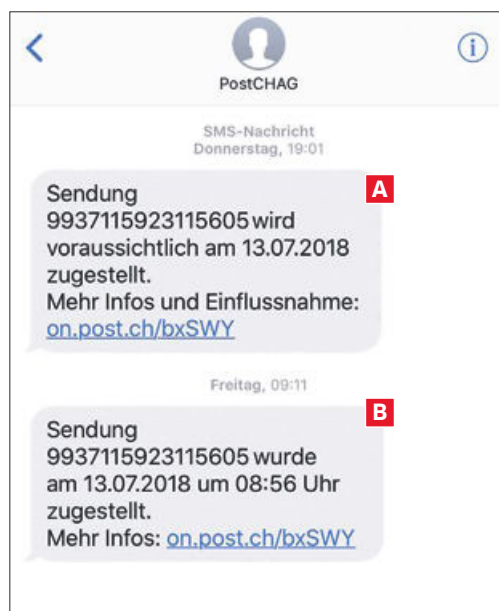 PostCHAG
SMS-Nachricht
Donnerstag, 19:01
A
Sendung
9937115923115605 wird
voraussichtlich am 13.07.2018
zugestellt.
Mehr Infos und Einflussnahme:
on.post.ch/bxSWY
Freitag, 09:11
B
Sendung
9937115923115605 wurde
am 13.07.2018 um 08:56 Uhr
zugestellt.
Mehr Infos: on.post.ch/bxSWY